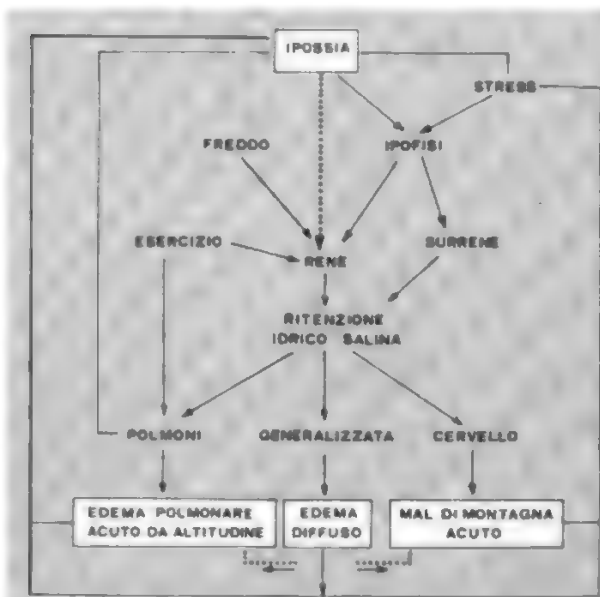 IPOSSIA
STRESS
FREDDO
IPOFISI
ESERCIZIO
SURRENE
RENE
RITENZIONE
IDRICO SALINA
POLMONI
GENERALIZZATA
CERVELLO
EDEMA POLMONARE
ACUTO DA ALTITUDINE
EDEMA
DIFFUSO
MAL DI MONTAGNA
ACUTO